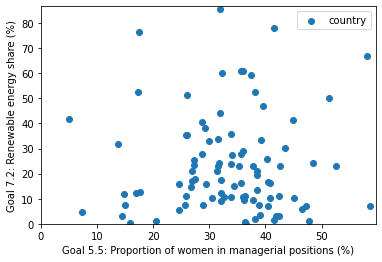 country
Goal 7.2: Renewable energy share (%)
80
70
60
50
40
30
20
10
0
0 10 20 30 40 50
Goal 5.5: Proportion of women in managerial positions (%)